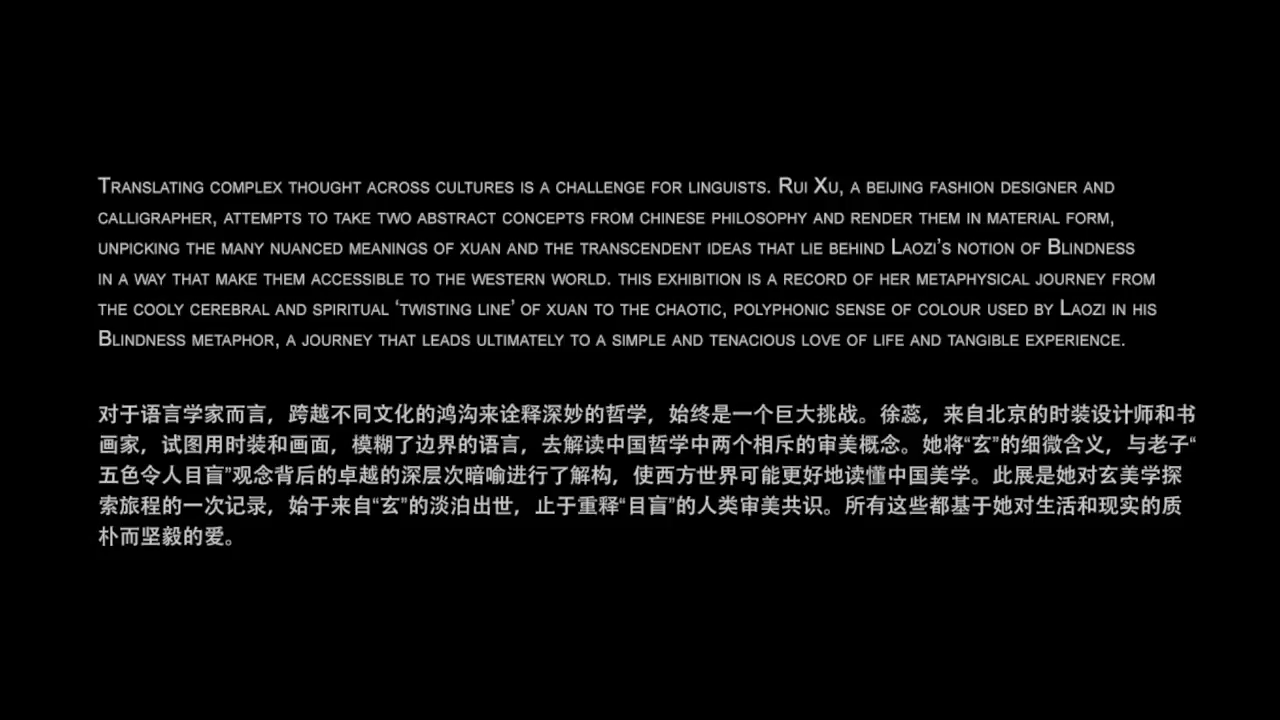 Translating complex thought across cultures is a challenge for linguists. Rui Xu, a beijing fashion designer and
calligrapher, attempts to take two abstract concepts from chinese philosophy and render them in material form,
unpicking the many nuanced meanings of xuan and the transcendent ideas that lie behind Laozi's notion of Blindness
in a way that make them accessible to the western world. this exhibition is a record of her metaphysical journey from
the cooly cerebral and spiritual ‘twisting line’ of xuan to the chaotic, polyphonic sense of colour used by Laozi in his
Blindness metaphor, a journey that leads ultimately to a simple and tenacious love of life and tangible experience.
对于语言学家而言，跨越不同文化的鸿沟来诠释深妙的哲学，始终是一个巨大挑战。徐蕊，来自北京的时装设计师和书
画家，试图用时装和画面，模糊了边界的语言，去解读中国哲学中两个相斥的审美概念。她将“玄”的细微含义，与老子“
五色令人目盲”观念背后的卓越的深层次暗喻进行了解构，使西方世界可能更好地读懂中国美学。此展是她对玄美学探
索旅程的一次记录，始于来自“玄”的淡泊出世，止于重释“目盲”的人类审美共识。所有这些都基于她对生活和现实的质
朴而坚毅的爱。